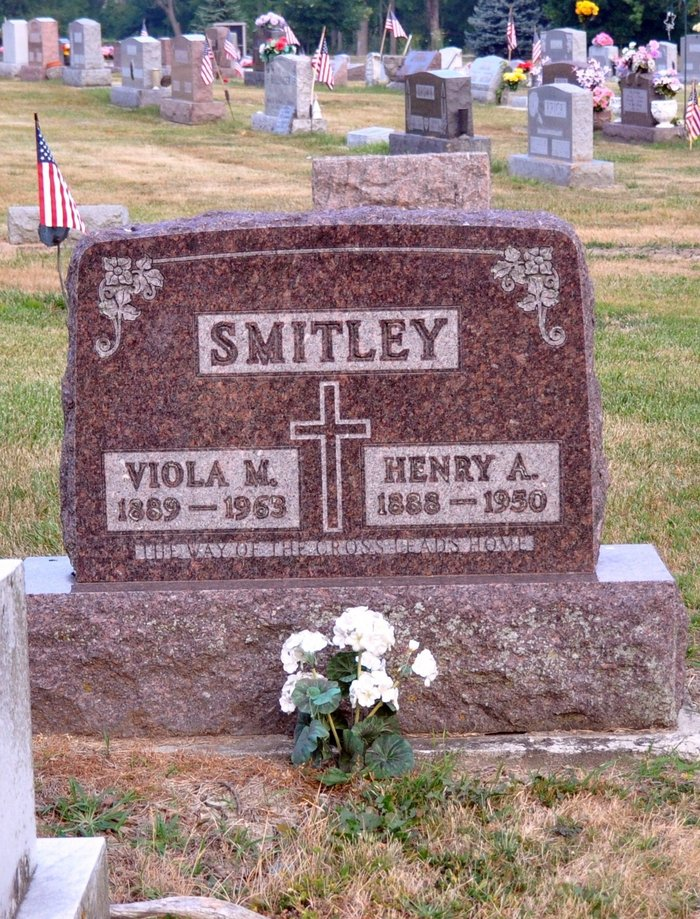 SMITLEY
VIOLA M.
1889 — 1963
HENRY A.
1888 — 1950
THE WAY OF THE CROSS LEADS HOME